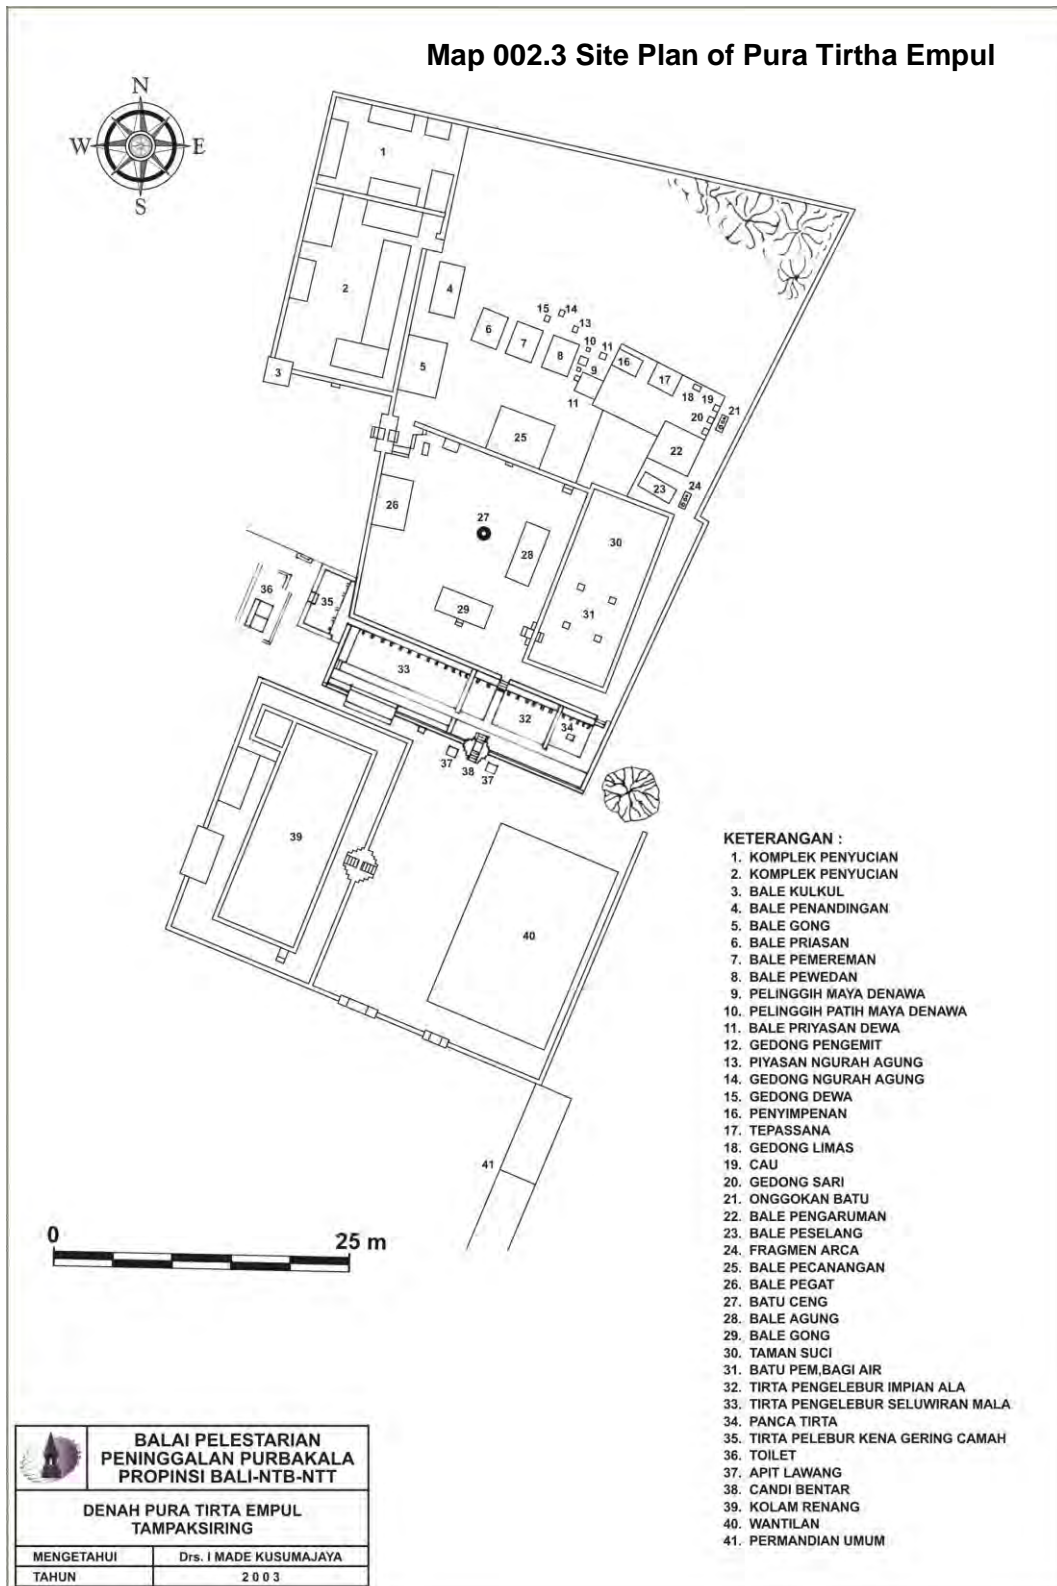 Map 002.3 Site Plan of Pura Tirtha Empul
N
W E
S
1
2
3
4
5
6
7
8
15
14
13
10
11
9
11
16
17
18
19
20
21
22
23
24
25
26
27
28
29
30
31
36
35
33
32
34
37
38
37
39
40
41
0 25 m
KETERANGAN :
1. KOMPLEK PENYUCIAN
2. KOMPLEK PENYUCIAN
3. BALE KULKUL
4. BALE PENANDINGAN
5. BALE GONG
6. BALE PRIASAN
7. BALE PEMEREMAN
8. BALE PEWEDAN
9. PELINGGIH MAYA DENAWA
10. PELINGGIH PATIH MAYA DENAWA
11. BALE PRIYASAN DEWA
12. GEDONG PENGEMIT
13. PIYASAN NGURAH AGUNG
14. GEDONG NGURAH AGUNG
15. GEDONG DEWA
16. PENYIMPENAN
17. TEPASSANA
18. GEDONG LIMAS
19. CAU
20. GEDONG SARI
21. ONGGOKAN BATU
22. BALE PENGARUMAN
23. BALE PESELANG
24. FRAGMEN ARCA
25. BALE PECANANGAN
26. BALE PEGAT
27. BATU CENG
28. BALE AGUNG
29. BALE GONG
30. TAMAN SUCI
31. BATU PEM,BAGI AIR
32. TIRTA PENGELEBUR IMPIAN ALA
33. TIRTA PENGELEBUR SELUWIRAN MALA
34. PANCA TIRTA
35. TIRTA PELEBUR KENA GERING CAMAH
36. TOILET
37. APIT LAWANG
38. CANDI BENTAR
39. KOLAM RENANG
40. WANTILAN
41. PERMANDIAN UMUM
BALAI PELESTARIAN
PENINGGALAN PURBAKALA
PROPINSI BALI-NTB-NTT
DENAH PURA TIRTA EMPUL
TAMPAKSIRING
MENGETAHUI Drs. I MADE KUSUMAJAYA
TAHUN 2 0 0 3